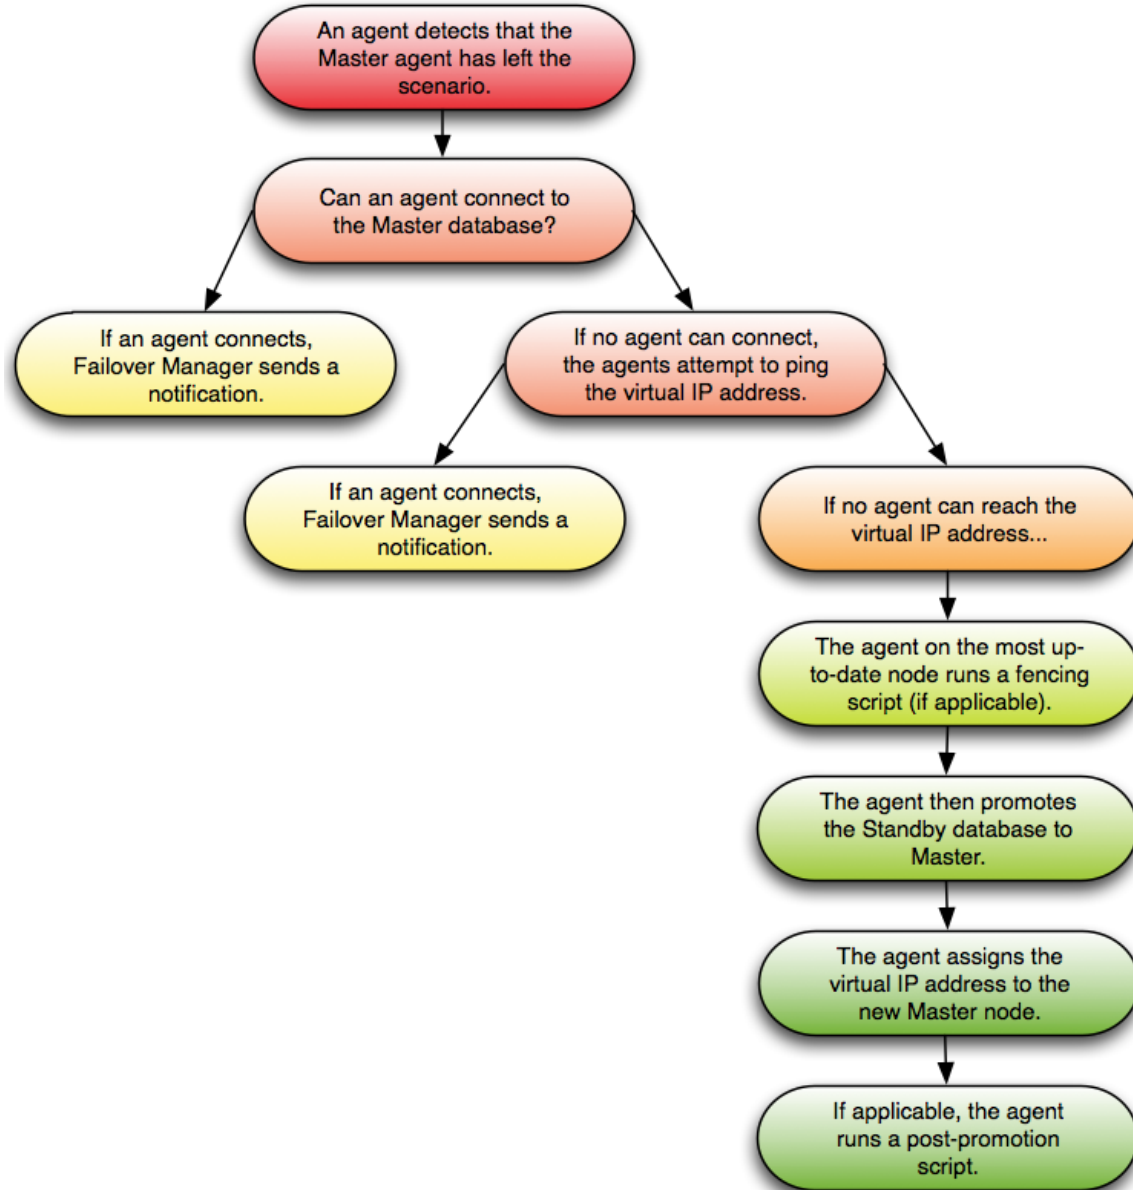 An agent detects that the
Master agent has left the
scenario.
Can an agent connect to
the Master database?
If an agent connects,
Failover Manager sends a
notification.
If no agent can connect,
the agents attempt to ping
the virtual IP address.
If an agent connects,
Failover Manager sends a
notification.
If no agent can reach the
virtual IP address...
The agent on the most up-
to-date node runs a fencing
script (if applicable).
The agent then promotes
the Standby database to
Master.
The agent assigns the
virtual IP address to the
new Master node.
If applicable, the agent
runs a post-promotion
script.